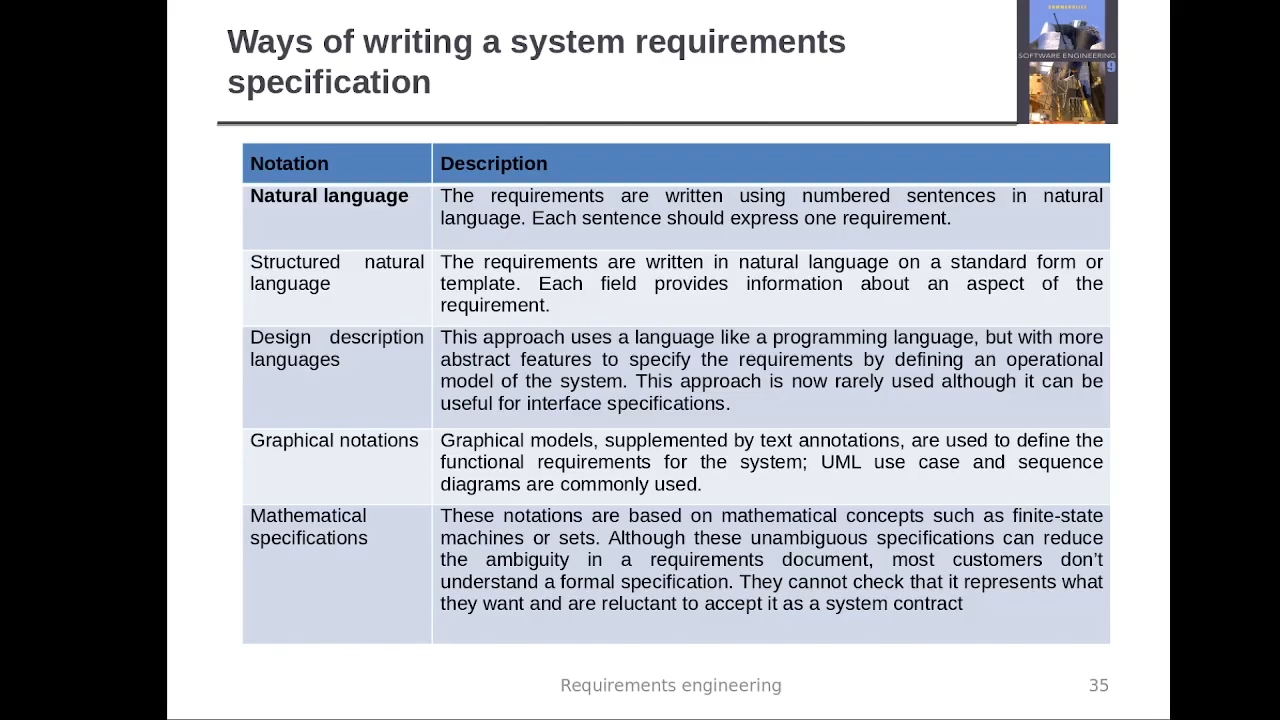 Ways of writing a system requirements
specification
SOMMERVILLE
SOFTWARE ENGINEERING
9
Notation
Description
Natural language
The requirements are written using numbered sentences in natural
language. Each sentence should express one requirement.
Structured natural
language
The requirements are written in natural language on a standard form or
template. Each field provides information about an aspect of the
requirement.
Design description
languages
This approach uses a language like a programming language, but with more
abstract features to specify the requirements by defining an operational
model of the system. This approach is now rarely used although it can be
useful for interface specifications.
Graphical notations
Graphical models, supplemented by text annotations, are used to define the
functional requirements for the system; UML use case and sequence
diagrams are commonly used.
Mathematical
specifications
These notations are based on mathematical concepts such as finite-state
machines or sets. Although these unambiguous specifications can reduce
the ambiguity in a requirements document, most customers don’t
understand a formal specification. They cannot check that it represents what
they want and are reluctant to accept it as a system contract
Requirements engineering
35